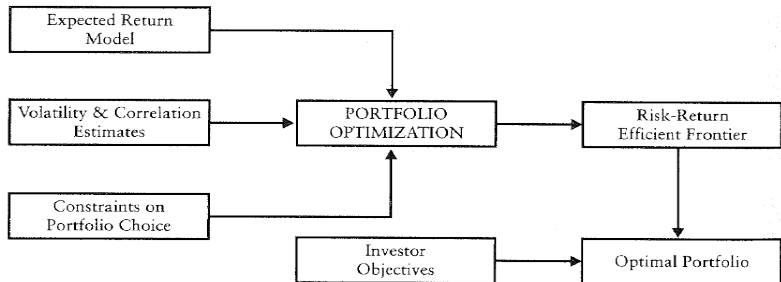 Expected Return
Model
Volatility & Correlation
Estimates
PORTFOLIO
OPTIMIZATION
Risk-Return
Efficient Frontier
Constraints on
Portfolio Choice
Investor
Objectives
Optimal Portfolio